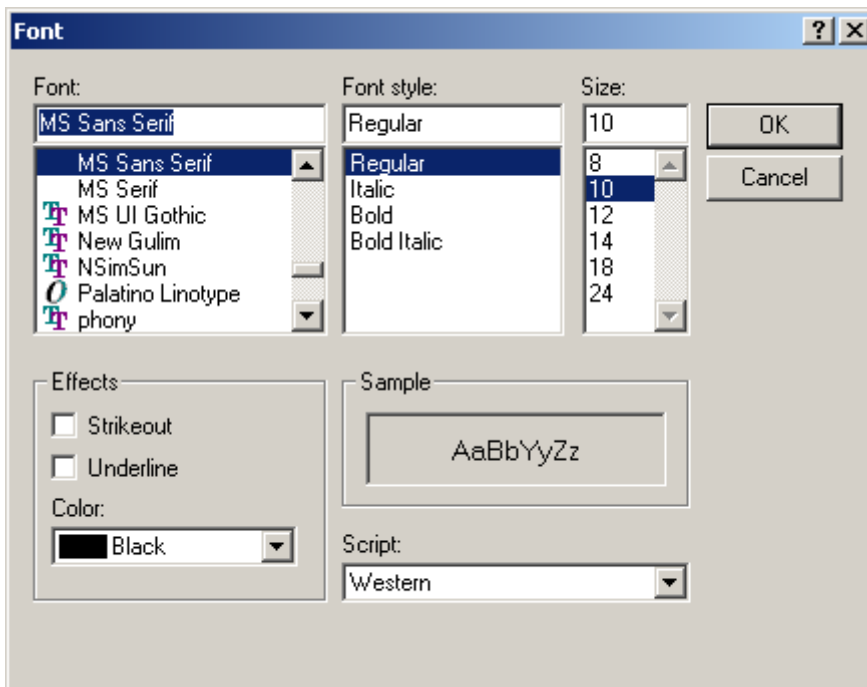 Font
Font:
MS Sans Serif
MS Sans Serif
MS Serif
MS UI Gothic
New Gulim
NSimSun
Palatino Linotype
phony
Font style:
Regular
Regular
Italic
Bold
Bold Italic
Size:
10
8
10
12
14
18
24
OK
Cancel
Effects
Strikeout
Underline
Color:
Black
Sample
AaBbYyZz
Script:
Western